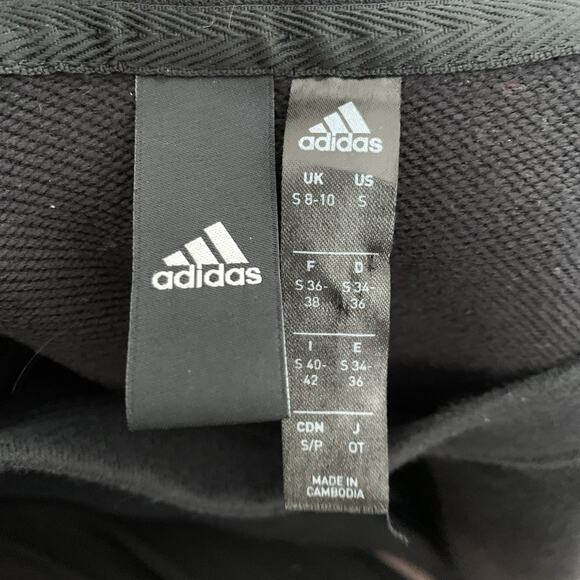 adidas
adidas
UK US
S 8-10 S
F D
S 36- S 34-
38 36
I E
S 40- S 34-
42 36
CDN J
S/P OT
MADE IN
CAMBODIA